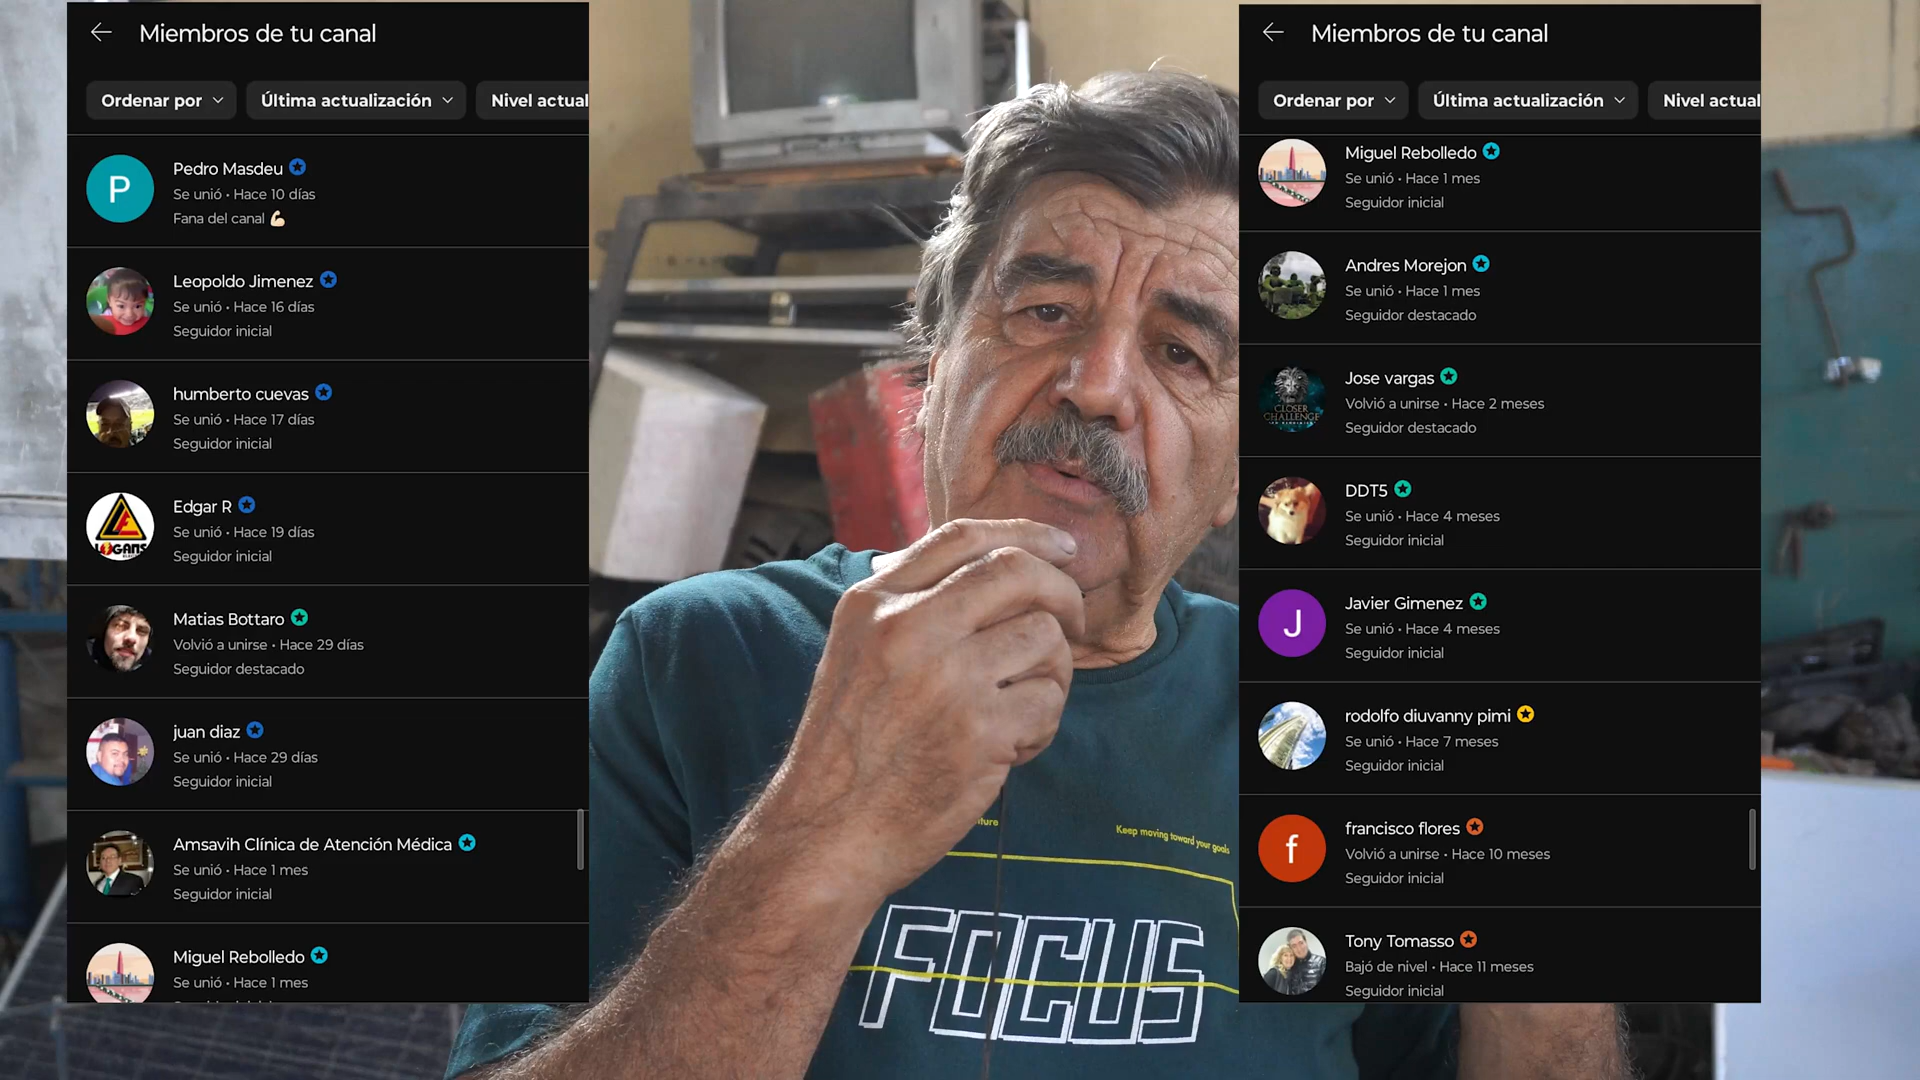 Miembros de tu canal
Ordenar por
Última actualización
Nivel actual
P
Pedro Masdeu
Se unió • Hace 10 días
Fana del canal 💪🏻
Leopoldo Jimenez
Se unió • Hace 16 días
Seguidor inicial
humberto cuevas
Se unió • Hace 17 días
Seguidor inicial
LOGANS
Edgar R
Se unió • Hace 19 días
Seguidor inicial
Matias Bottaro
Volvió a unirse • Hace 29 días
Seguidor destacado
juan diaz
Se unió • Hace 29 días
Seguidor inicial
Amsavih Clínica de Atención Médica
Se unió • Hace 1 mes
Seguidor inicial
Miguel Rebolledo
Se unió • Hace 1 mes
Keep moving toward your goals
FOCUS
Miembros de tu canal
Ordenar por
Última actualización
Nivel actual
Miguel Rebolledo
Se unió • Hace 1 mes
Seguidor inicial
Andres Morejon
Se unió • Hace 1 mes
Seguidor destacado
CLOSER
CHALLENGE
Jose vargas
Volvió a unirse • Hace 2 meses
Seguidor destacado
DDT5
Se unió • Hace 4 meses
Seguidor inicial
J
Javier Gimenez
Se unió • Hace 4 meses
Seguidor inicial
rodolfo diuvanny pimi
Se unió • Hace 7 meses
Seguidor inicial
f
francisco flores
Volvió a unirse • Hace 10 meses
Seguidor inicial
Tony Tomasso
Bajó de nivel • Hace 11 meses
Seguidor inicial